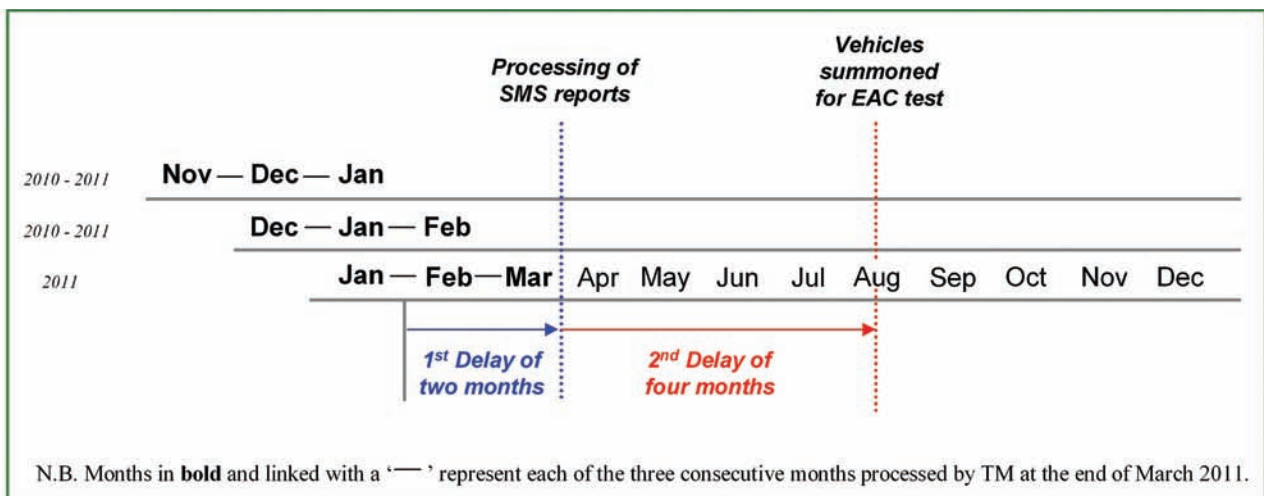 Processing of
SMS reports
Vehicles
summoned
for EAC test
2010 - 2011 Nov — Dec — Jan
2010 - 2011 Dec — Jan — Feb
2011 Jan — Feb — Mar Apr May Jun Jul Aug Sep Oct Nov Dec
1st Delay of
two months
2nd Delay of
four months
N.B. Months in bold and linked with a ‘—’ represent each of the three consecutive months processed by TM at the end of March 2011.